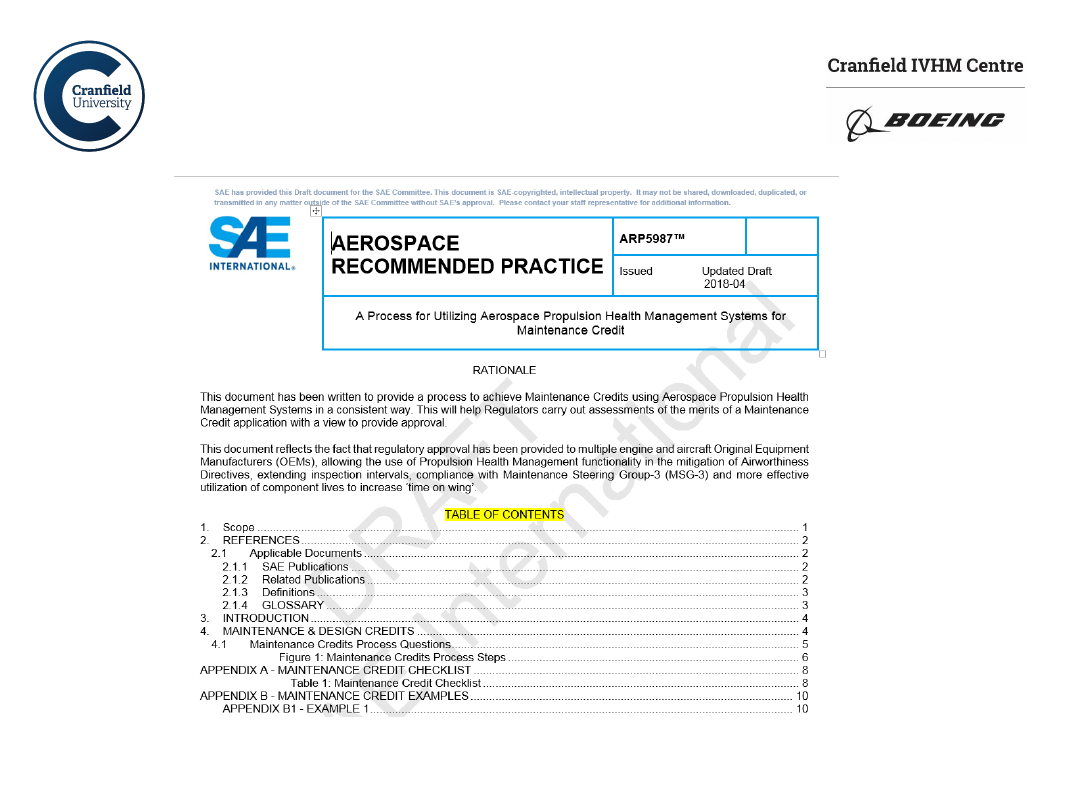 Cranfield
University
Cranfield IVHM Centre
BOEING
SAE has provided this Draft document for the SAE Committee. This document is SAE-copyrighted, intellectual property. It may not be shared, downloaded, duplicated, or
transmitted in any matter outside of the SAE Committee without SAE's approval. Please contact your staff representative for additional information.
SAE
INTERNATIONAL®
AEROSPACE
RECOMMENDED PRACTICE
ARP5987™
Issued Updated Draft
2018-04
A Process for Utilizing Aerospace Propulsion Health Management Systems for
Maintenance Credit
RATIONALE
This document has been written to provide a process to achieve Maintenance Credits using Aerospace Propulsion Health
Management Systems in a consistent way. This will help Regulators carry out assessments of the merits of a Maintenance
Credit application with a view to provide approval.
This document reflects the fact that regulatory approval has been provided to multiple engine and aircraft Original Equipment
Manufacturers (OEMs), allowing the use of Propulsion Health Management functionality in the mitigation of Airworthiness
Directives, extending inspection intervals, compliance with Maintenance Steering Group-3 (MSG-3) and more effective
utilization of component lives to increase 'time on wing'.
TABLE OF CONTENTS
1. Scope 1
2. REFERENCES 2
2.1 Applicable Documents 2
2.1.1 SAE Publications 2
2.1.2 Related Publications 2
2.1.3 Definitions 3
2.1.4 GLOSSARY 3
3. INTRODUCTION 4
4. MAINTENANCE & DESIGN CREDITS 4
4.1 Maintenance Credits Process Questions 5
Figure 1: Maintenance Credits Process Steps 6
APPENDIX A - MAINTENANCE CREDIT CHECKLIST 8
Table 1: Maintenance Credit Checklist 8
APPENDIX B - MAINTENANCE CREDIT EXAMPLES 10
APPENDIX B1 - EXAMPLE 1 10
DRAFT
International